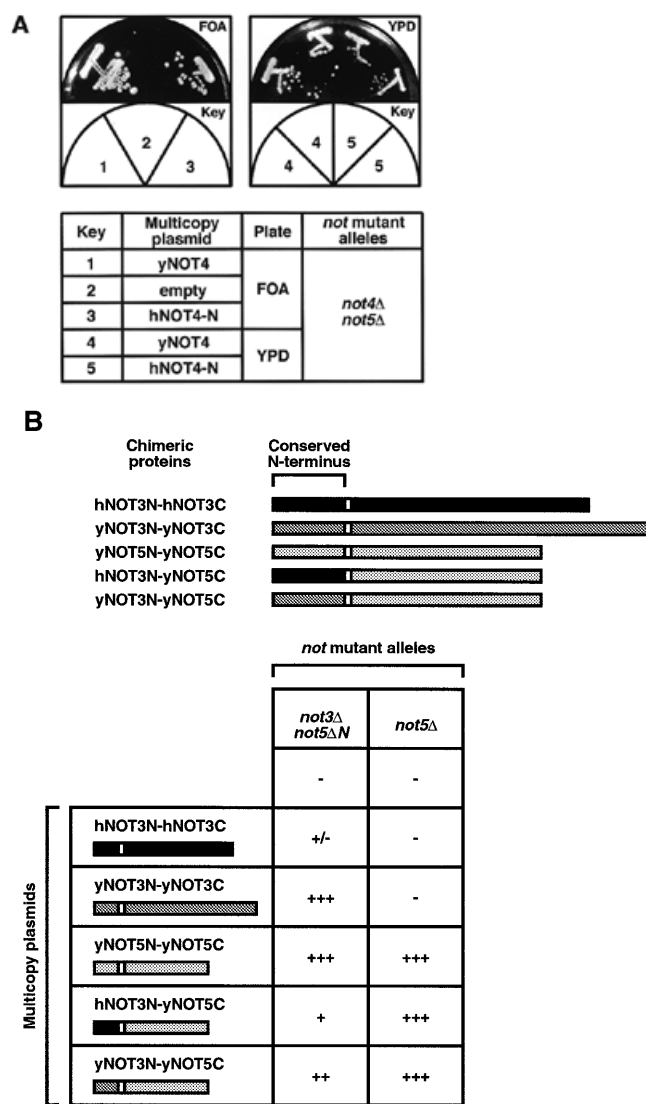 A
FOA
YPD
Key
Key
1
2
3
4
4
5
5
Key
Multicopy plasmid
Plate
not mutant alleles
1
yNOT4
FOA
not4Δ not5Δ
2
empty
3
hNOT4-N
4
yNOT4
YPD
5
hNOT4-N
B
Chimeric proteins
Conserved N-terminus
hNOT3N-hNOT3C
yNOT3N-yNOT3C
yNOT5N-yNOT5C
hNOT3N-yNOT5C
yNOT3N-yNOT5C
not mutant alleles
not3Δ not5ΔN
not5Δ
-
-
Multicopy plasmids
hNOT3N-hNOT3C
+/-
-
yNOT3N-yNOT3C
+++
-
yNOT5N-yNOT5C
+++
+++
hNOT3N-yNOT5C
+
+++
yNOT3N-yNOT5C
++
+++